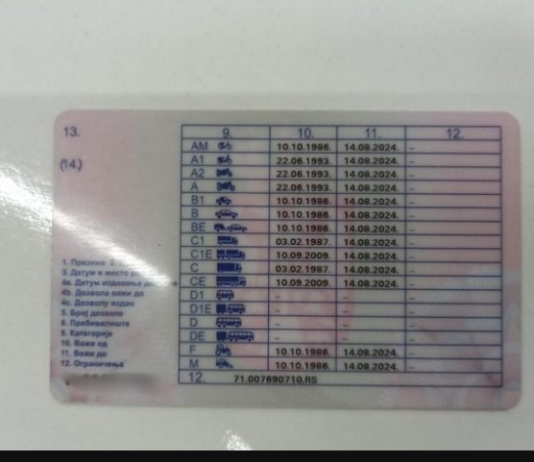 13.
(14.)
9. 10. 11. 12.
AM 10.10.1986. 14.08.2024. -
A1 22.06.1993. 14.08.2024. -
A2 22.06.1993. 14.08.2024. -
A 22.06.1993. 14.08.2024. -
B1 10.10.1986. 14.08.2024. -
B 10.10.1986. 14.08.2024. -
BE 10.10.1986. 14.08.2024. -
C1 03.02.1987. 14.08.2024. -
C1E 10.09.2009. 14.08.2024. -
C 03.02.1987. 14.08.2024. -
CE 10.09.2009. 14.08.2024. -
D1 - - -
D1E - - -
D - - -
DE - - -
F 10.10.1986. 14.08.2024. -
M 10.10.1986. 14.08.2024. -
12. 71.007690710.RS
1. Презиме 2.
3. Датум и место
4a. Датум издавања
4b. Дозвола важи до
4c. Дозволу издао
5. Број дозволе
8. Пребивалиште
9. Категорије
10. Важи од
11. Важи до
12. Ограничења